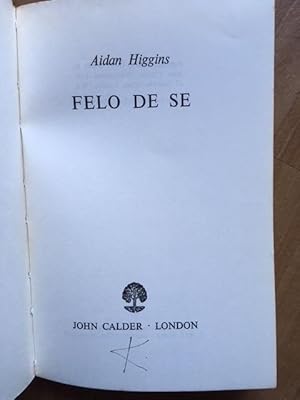 Aidan Higgins
FELO DE SE
JOHN CALDER · LONDON